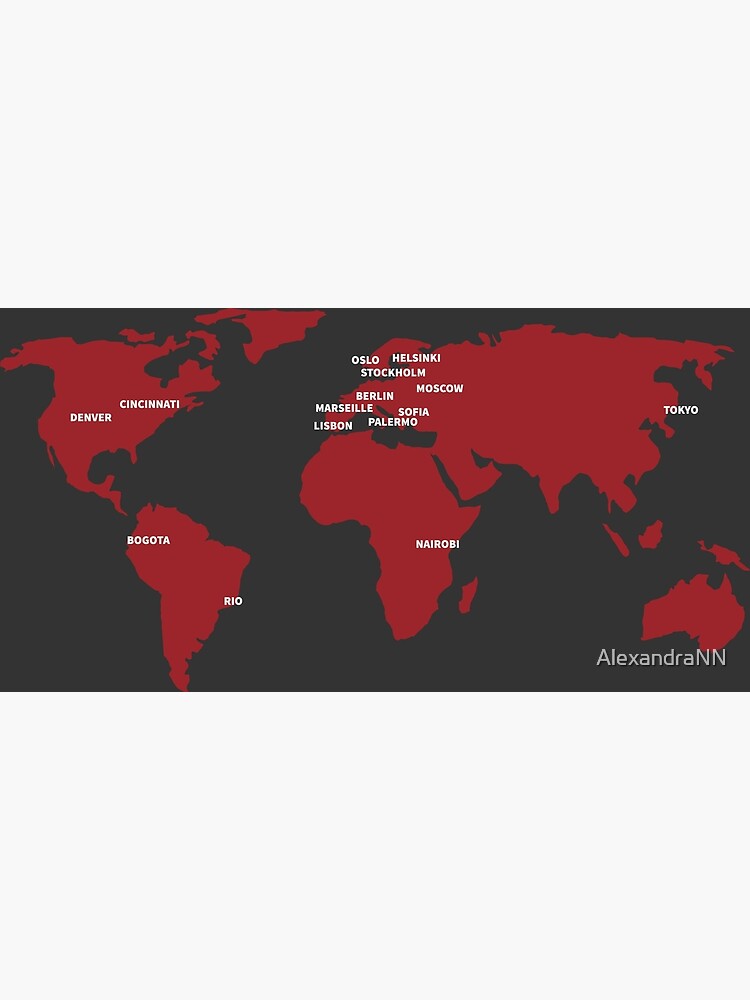 OSLO
HELSINKI
STOCKHOLM
MOSCOW
BERLIN
CINCINNATI
MARSEILLE
SOFIA
TOKYO
DENVER
PALERMO
LISBON
BOGOTA
NAIROBI
RIO
AlexandraNN